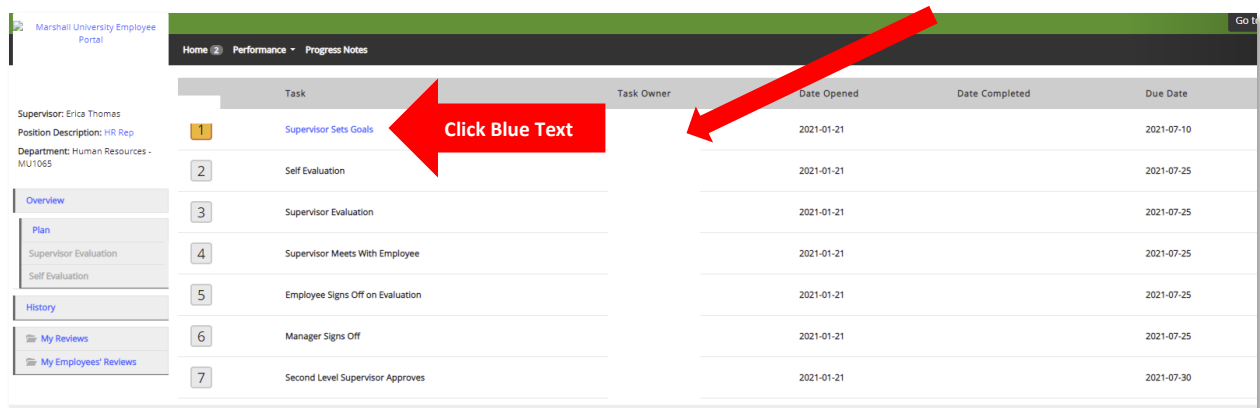 Marshall University Employee
Portal
Go to
Home 2 Performance Progress Notes
Task Task Owner Date Opened Date Completed Due Date
Supervisor: Erica Thomas
Position Description: HR Rep
Department: Human Resources -
MU1065
1 Supervisor Sets Goals Click Blue Text 2021-01-21 2021-07-10
2 Self Evaluation 2021-01-21 2021-07-25
Overview
3 Supervisor Evaluation 2021-01-21 2021-07-25
Plan
Supervisor Evaluation
4 Supervisor Meets With Employee 2021-01-21 2021-07-25
Self Evaluation
5 Employee Signs Off on Evaluation 2021-01-21 2021-07-25
History
6 Manager Signs Off 2021-01-21 2021-07-25
My Reviews
My Employees' Reviews
7 Second Level Supervisor Approves 2021-01-21 2021-07-30